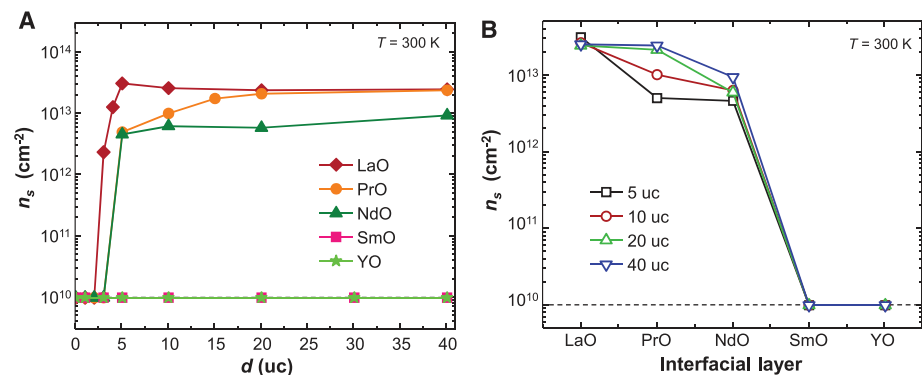 A
T = 300 K
10^14
10^13
10^12
10^11
10^10
n_s (cm^-2)
LaO
PrO
NdO
SmO
YO
0 5 10 15 20 25 30 35 40
d (uc)
B
T = 300 K
10^13
10^12
10^11
10^10
n_s (cm^-2)
5 uc
10 uc
20 uc
40 uc
LaO PrO NdO SmO YO
Interfacial layer